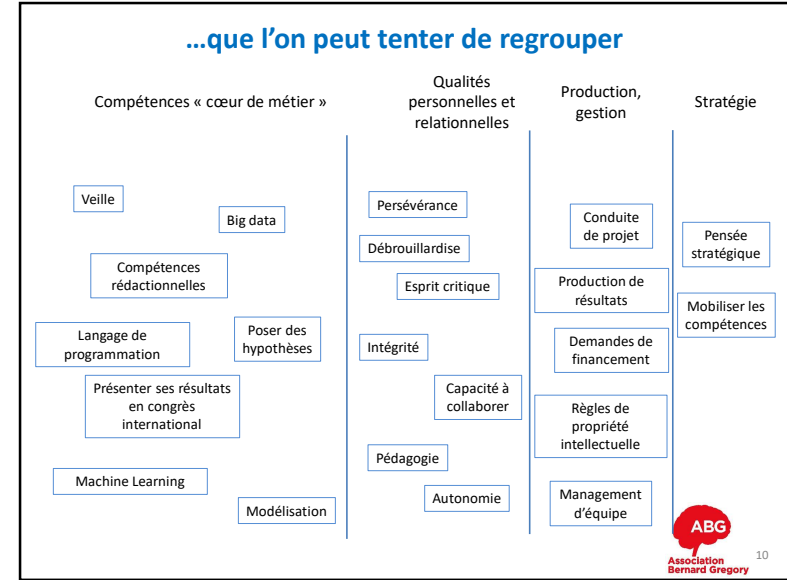 …que l’on peut tenter de regrouper
Compétences « cœur de métier »
Qualités
personnelles et
relationnelles
Production,
gestion
Stratégie
Veille
Big data
Compétences
rédactionnelles
Langage de
programmation
Poser des
hypothèses
Présenter ses résultats
en congrès
international
Machine Learning
Modélisation
Persévérance
Débrouillardise
Esprit critique
Intégrité
Capacité à
collaborer
Pédagogie
Autonomie
Conduite
de projet
Production de
résultats
Demandes de
financement
Règles de
propriété
intellectuelle
Management
d’équipe
Pensée
stratégique
Mobiliser les
compétences
ABG
Association
Bernard Gregory
10